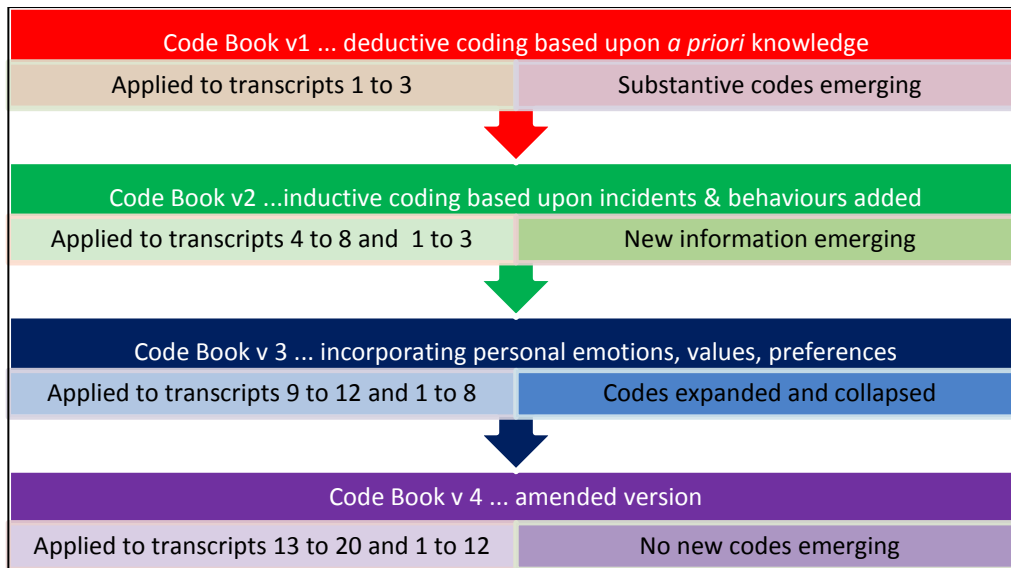 Code Book v1 ... deductive coding based upon a priori knowledge
Applied to transcripts 1 to 3
Substantive codes emerging
Code Book v2 ...inductive coding based upon incidents & behaviours added
Applied to transcripts 4 to 8 and 1 to 3
New information emerging
Code Book v 3 ... incorporating personal emotions, values, preferences
Applied to transcripts 9 to 12 and 1 to 8
Codes expanded and collapsed
Code Book v 4 ... amended version
Applied to transcripts 13 to 20 and 1 to 12
No new codes emerging